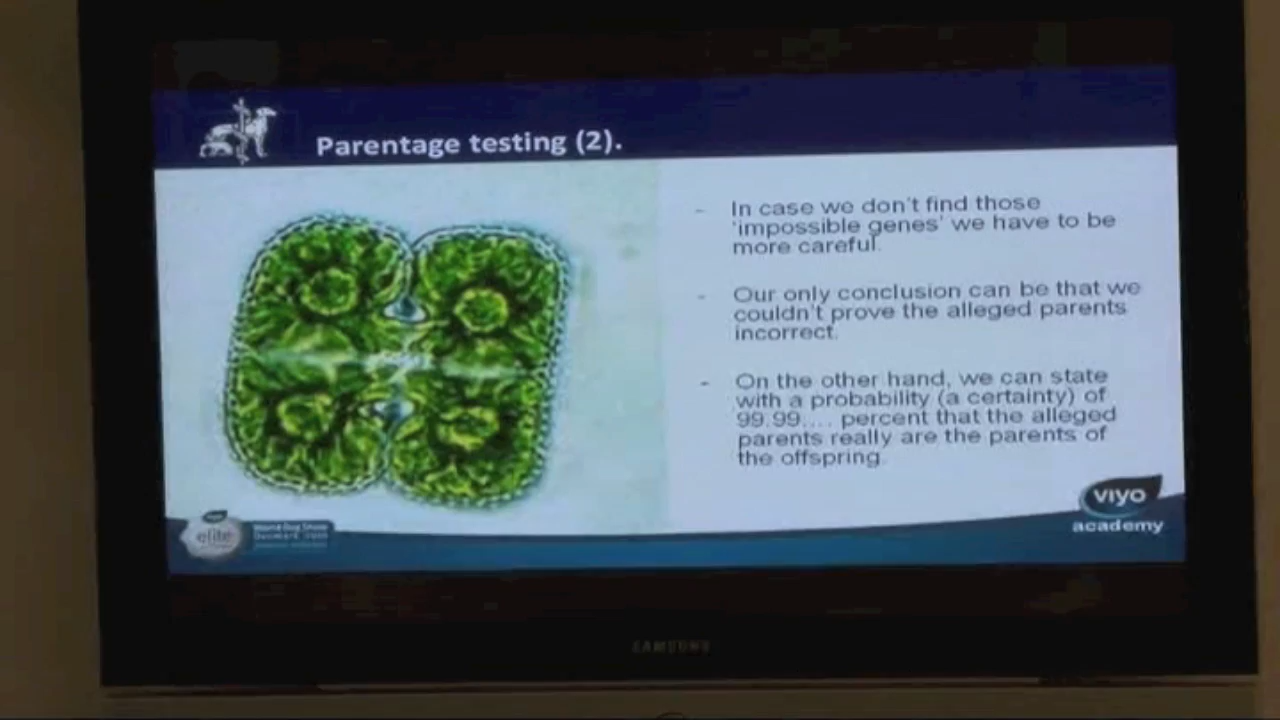 Parentage testing (2).
- In case we don't find those
'impossible genes' we have to be
more careful.
- Our only conclusion can be that we
couldn't prove the alleged parents
incorrect.
- On the other hand, we can state
with a probability (a certainty) of
99.99.... percent that the alleged
parents really are the parents of
the offspring.
viyo
academy
elite
World Dog Show
SAMSUNG